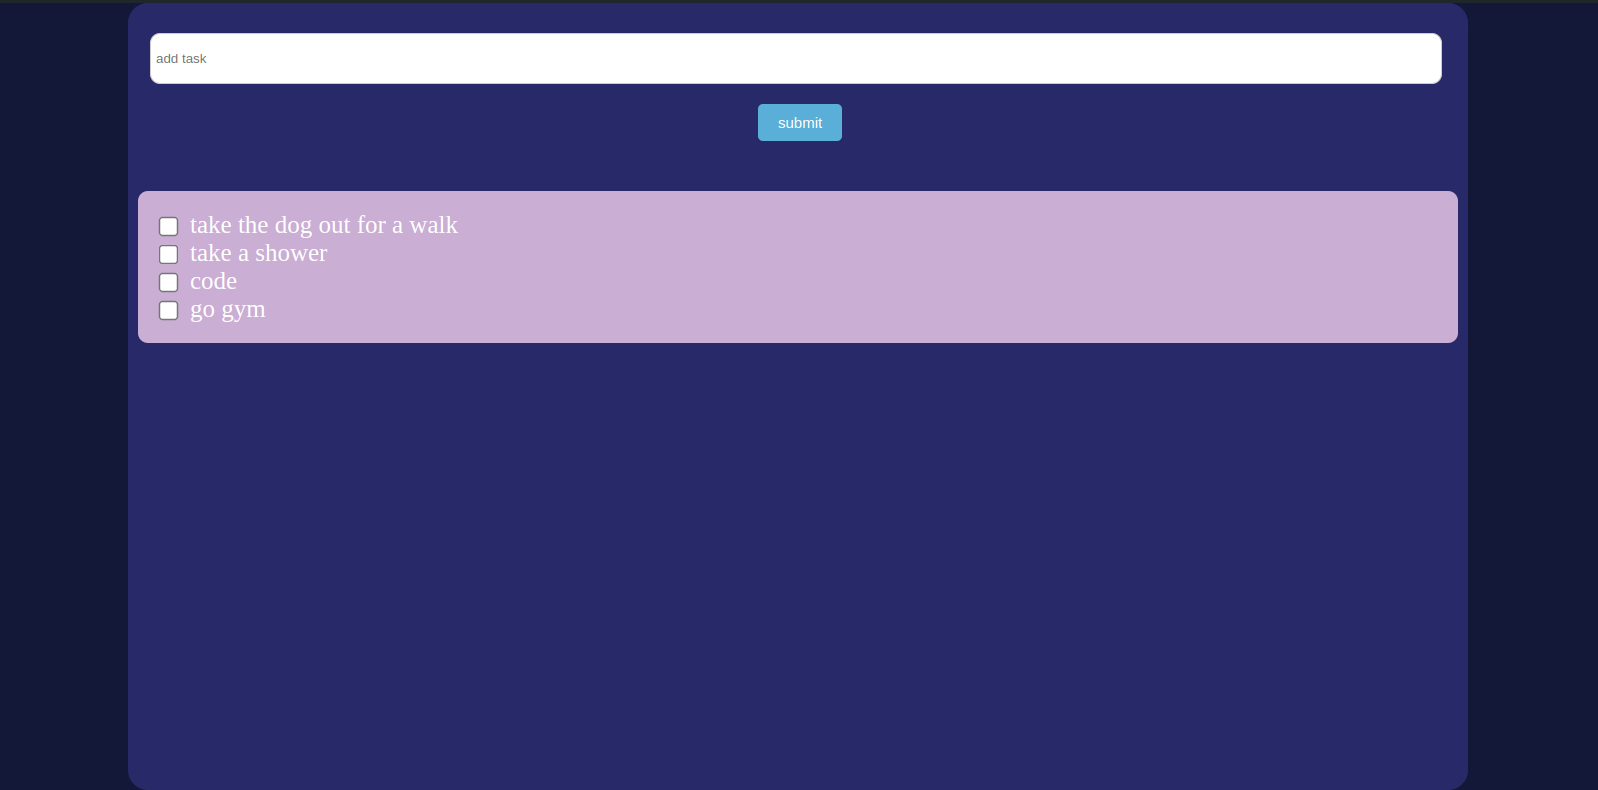 add task
submit
take the dog out for a walk
take a shower
code
go gym